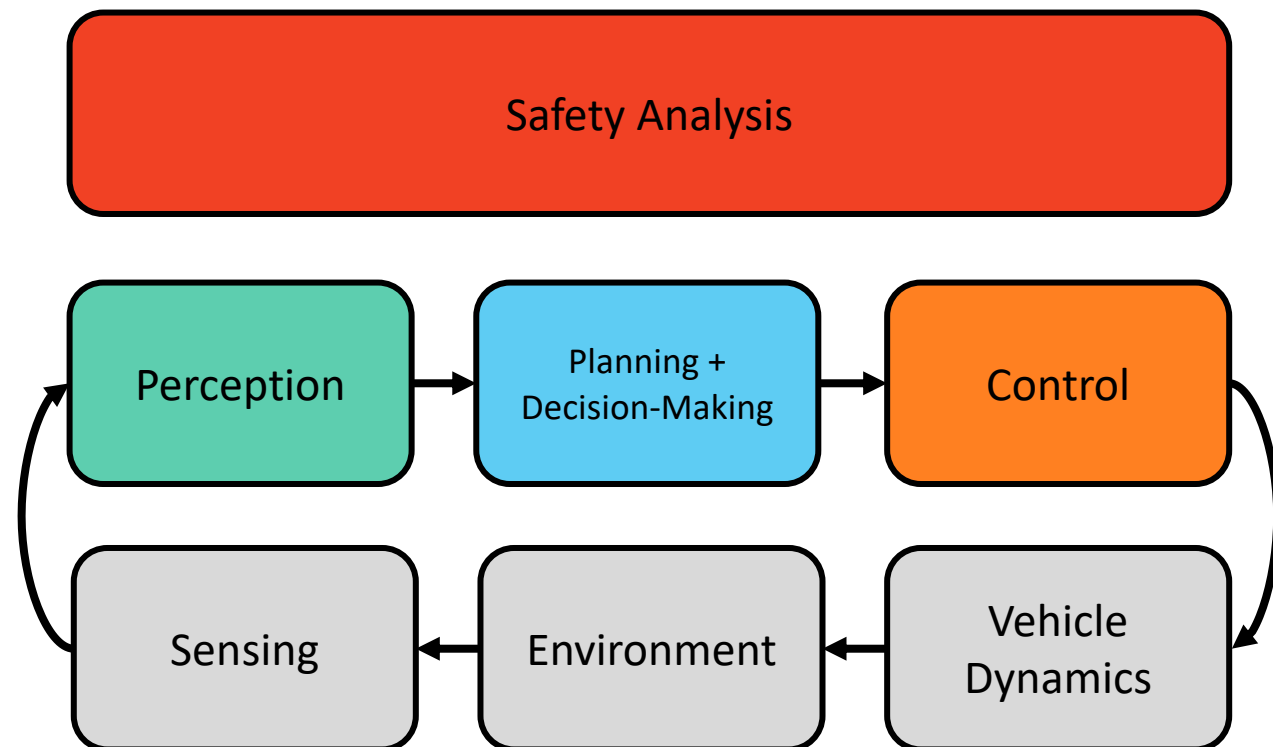 Safety Analysis
Perception
Planning +
Decision-Making
Control
Sensing
Environment
Vehicle
Dynamics